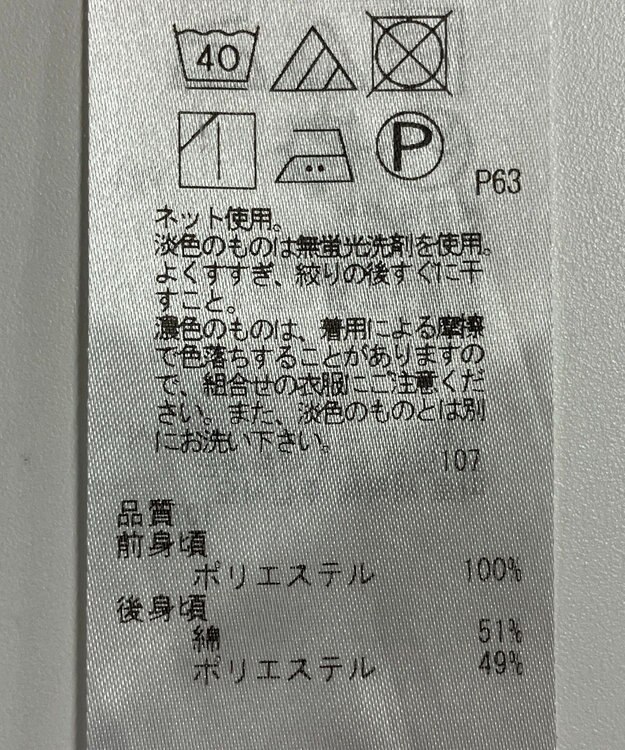 40
P
P63
ネット使用。
淡色のものは無蛍光洗剤を使用。
よくすすぎ、絞りの後すぐに干
すこと。
濃色のものは、着用による摩擦
で色落ちすることがありますの
で、組合せの衣服にご注意くだ
さい。また、淡色のものとは別
にお洗い下さい。
107
品質
前身頃
ポリエステル 100%
後身頃
綿 51%
ポリエステル 49%